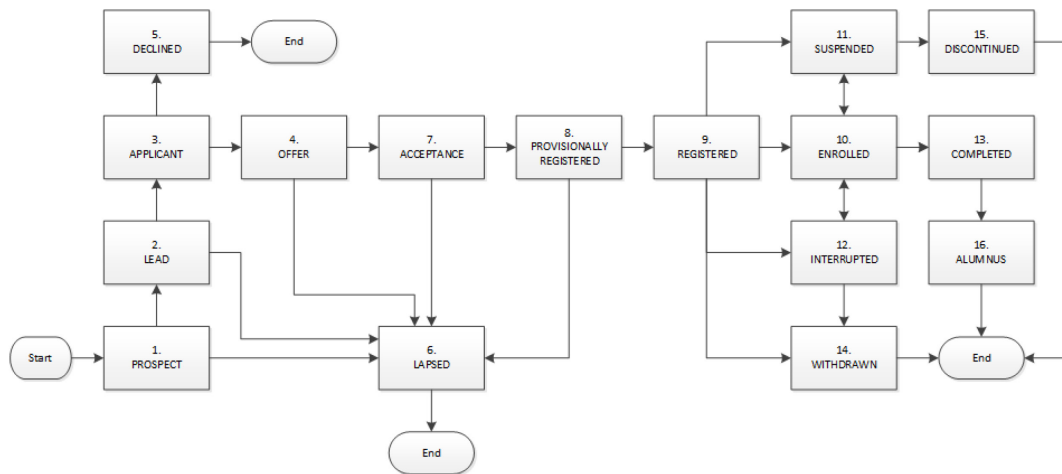 5.
DECLINED
End
11.
SUSPENDED
15.
DISCONTINUED
3.
APPLICANT
4.
OFFER
7.
ACCEPTANCE
8.
PROVISIONALLY
REGISTERED
9.
REGISTERED
10.
ENROLLED
13.
COMPLETED
2.
LEAD
12.
INTERRUPTED
16.
ALUMNUS
Start
1.
PROSPECT
6.
LAPSED
14.
WITHDRAWN
End
End